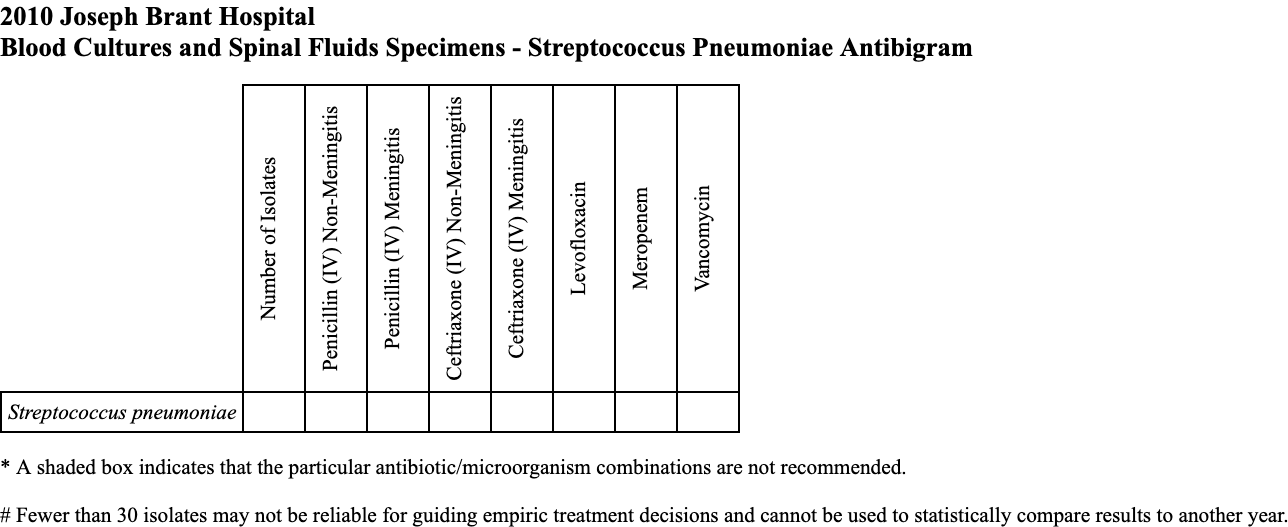 2010 Joseph Brant Hospital
Blood Cultures and Spinal Fluids Specimens - Streptococcus Pneumoniae Antibigram
Number of Isolates
Penicillin (IV) Non-Meningitis
Penicillin (IV) Meningitis
Ceftriaxone (IV) Non-Meningitis
Ceftriaxone (IV) Meningitis
Levofloxacin
Meropenem
Vancomycin
Streptococcus pneumoniae
* A shaded box indicates that the particular antibiotic/microorganism combinations are not recommended.
# Fewer than 30 isolates may not be reliable for guiding empiric treatment decisions and cannot be used to statistically compare results to another year.